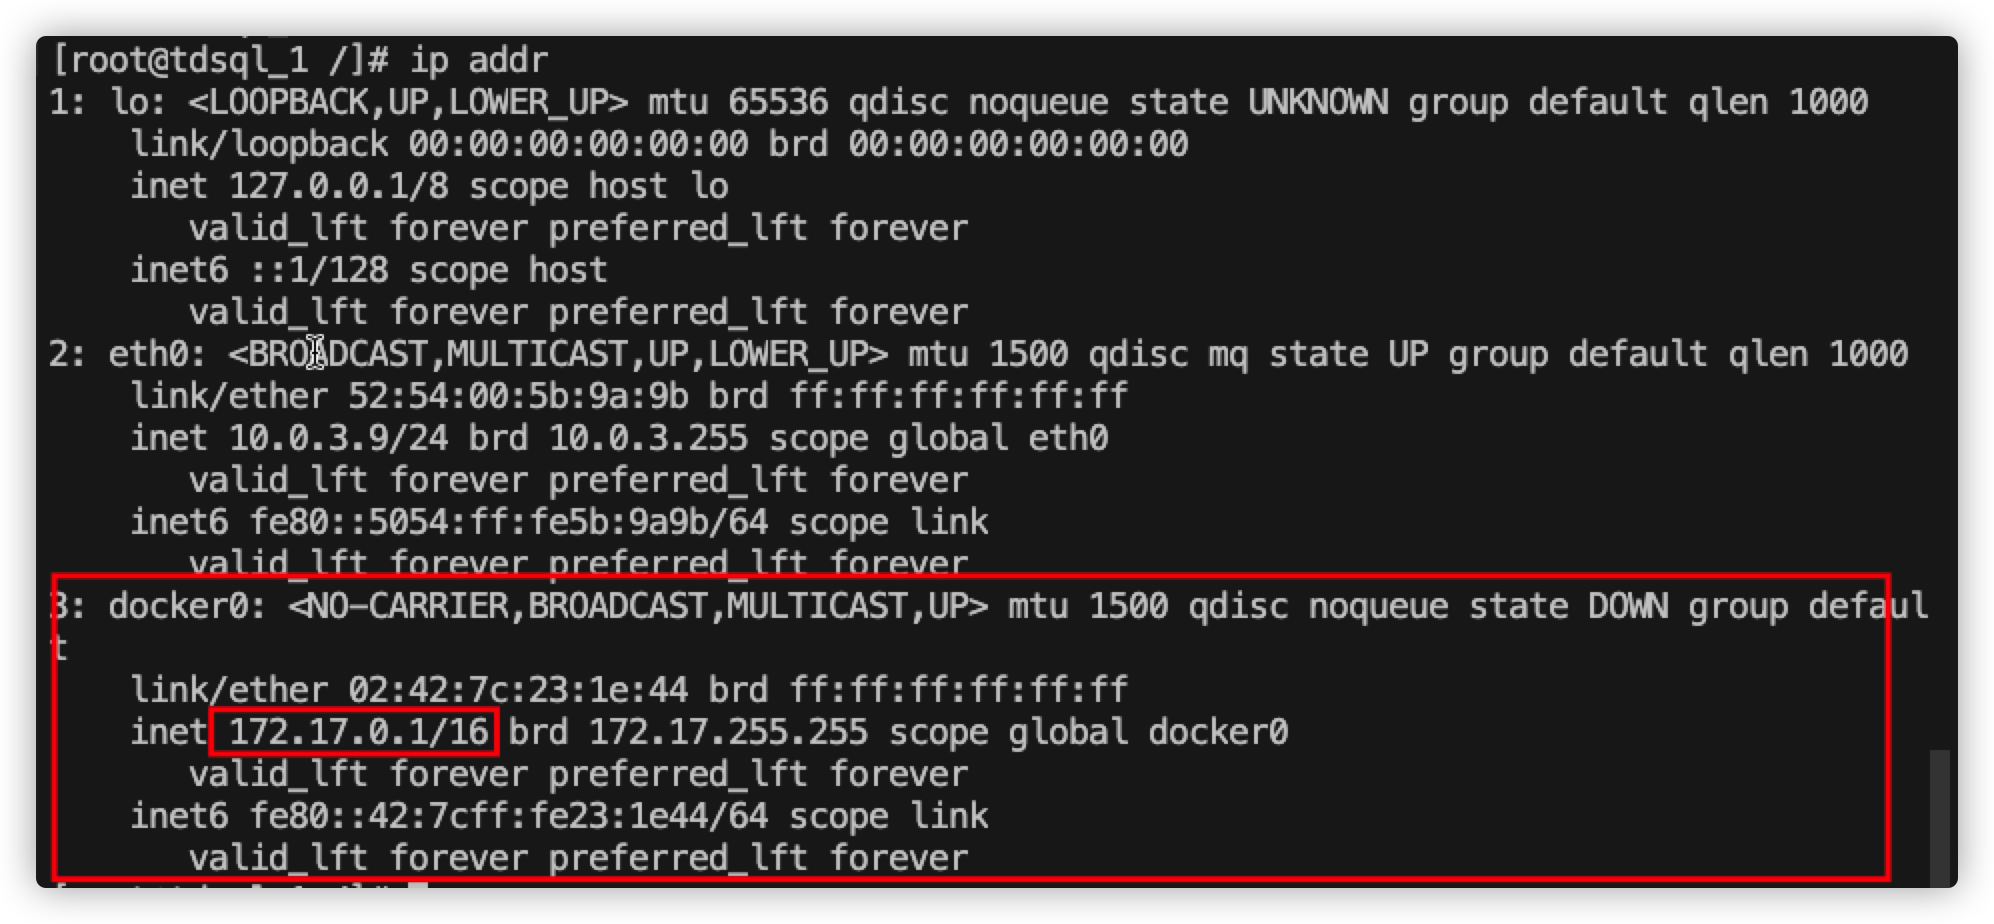 [root@tdsql_1 /]# ip addr
1: lo: <LOOPBACK,UP,LOWER_UP> mtu 65536 qdisc noqueue state UNKNOWN group default qlen 1000
    link/loopback 00:00:00:00:00:00 brd 00:00:00:00:00:00
    inet 127.0.0.1/8 scope host lo
       valid_lft forever preferred_lft forever
    inet6 ::1/128 scope host
       valid_lft forever preferred_lft forever
2: eth0: <BROADCAST,MULTICAST,UP,LOWER_UP> mtu 1500 qdisc mq state UP group default qlen 1000
    link/ether 52:54:00:5b:9a:9b brd ff:ff:ff:ff:ff:ff
    inet 10.0.3.9/24 brd 10.0.3.255 scope global eth0
       valid_lft forever preferred_lft forever
    inet6 fe80::5054:ff:fe5b:9a9b/64 scope link
       valid_lft forever preferred_lft forever
3: docker0: <NO-CARRIER,BROADCAST,MULTICAST,UP> mtu 1500 qdisc noqueue state DOWN group defaul
t
    link/ether 02:42:7c:23:1e:44 brd ff:ff:ff:ff:ff:ff
    inet 172.17.0.1/16 brd 172.17.255.255 scope global docker0
       valid_lft forever preferred_lft forever
    inet6 fe80::42:7cff:fe23:1e44/64 scope link
       valid_lft forever preferred_lft forever